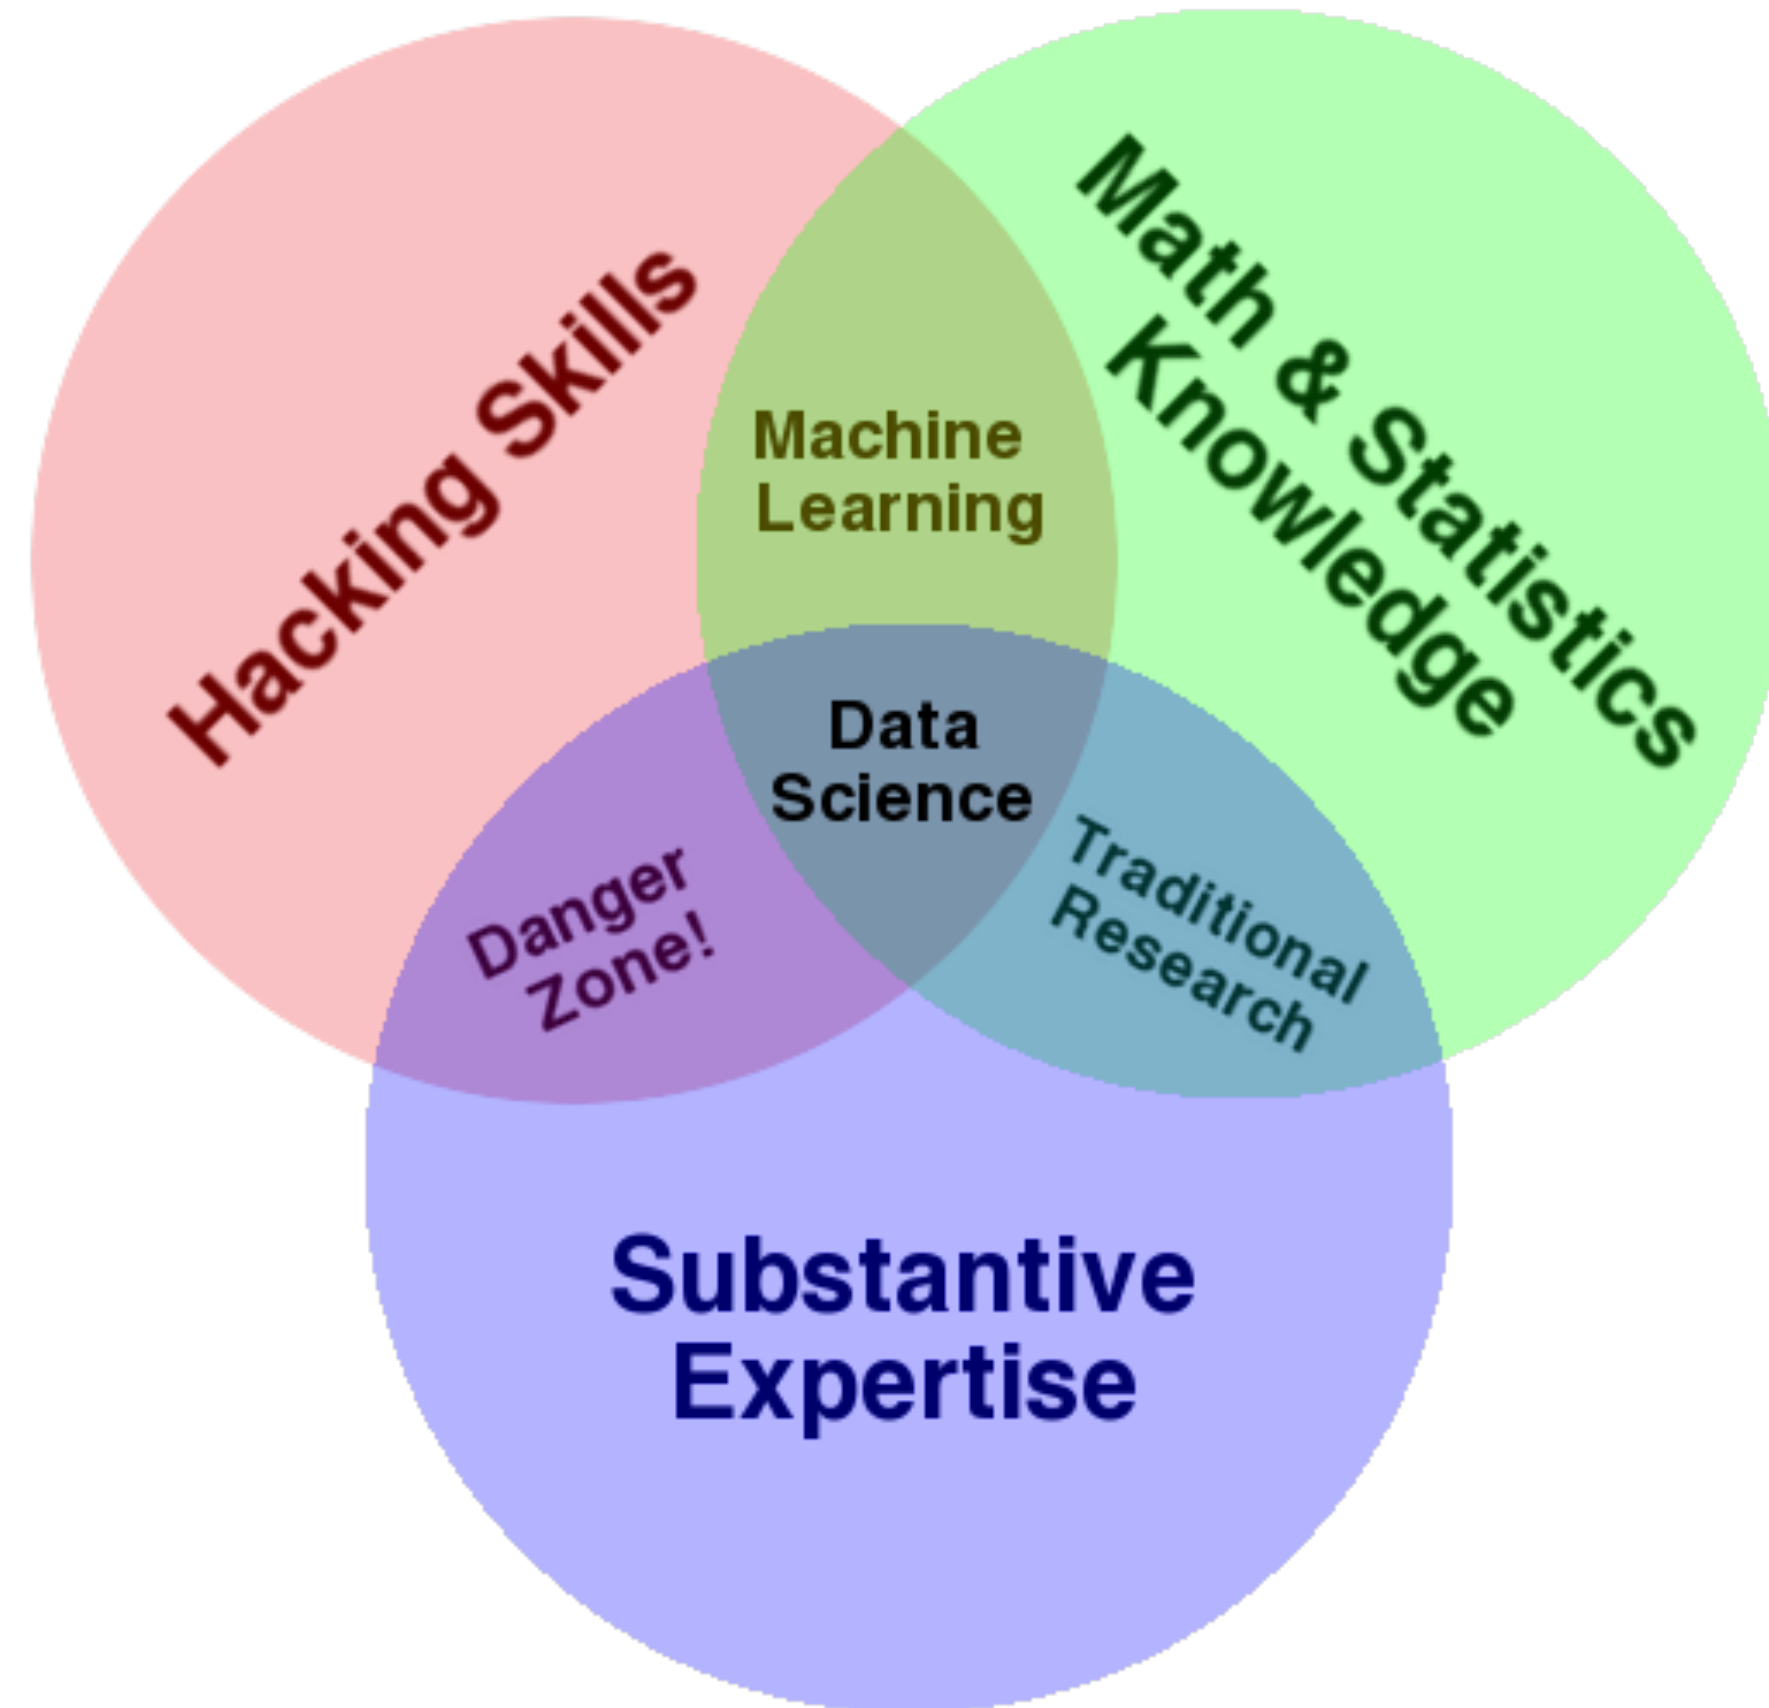 Hacking Skills
Math & Statistics
Knowledge
Machine
Learning
Data
Science
Danger
Zone!
Traditional
Research
Substantive
Expertise